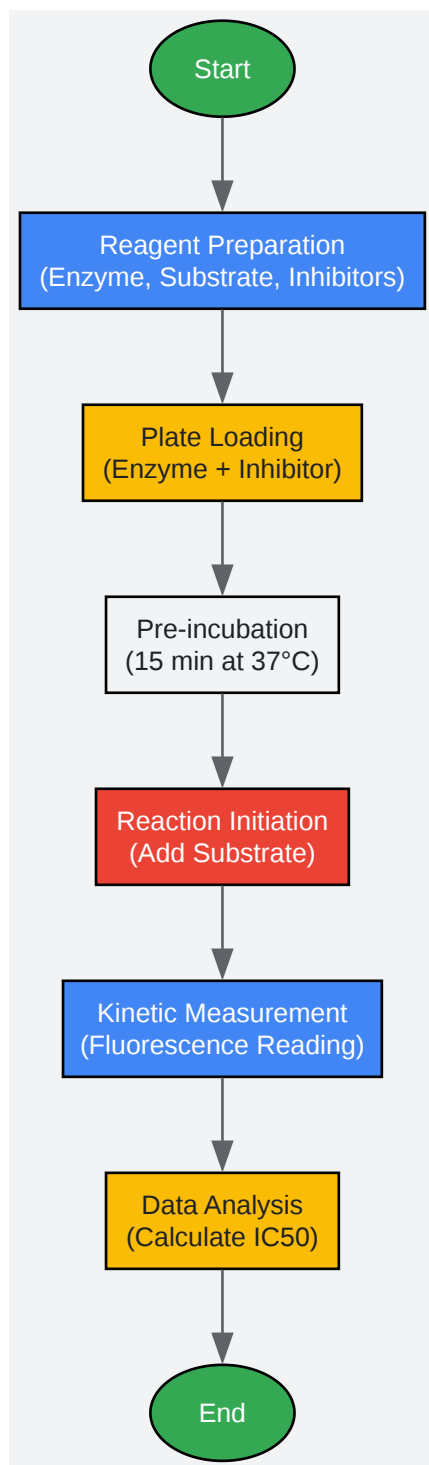 Start
Reagent Preparation
(Enzyme, Substrate, Inhibitors)
Plate Loading
(Enzyme + Inhibitor)
Pre-incubation
(15 min at 37°C)
Reaction Initiation
(Add Substrate)
Kinetic Measurement
(Fluorescence Reading)
Data Analysis
(Calculate IC50)
End